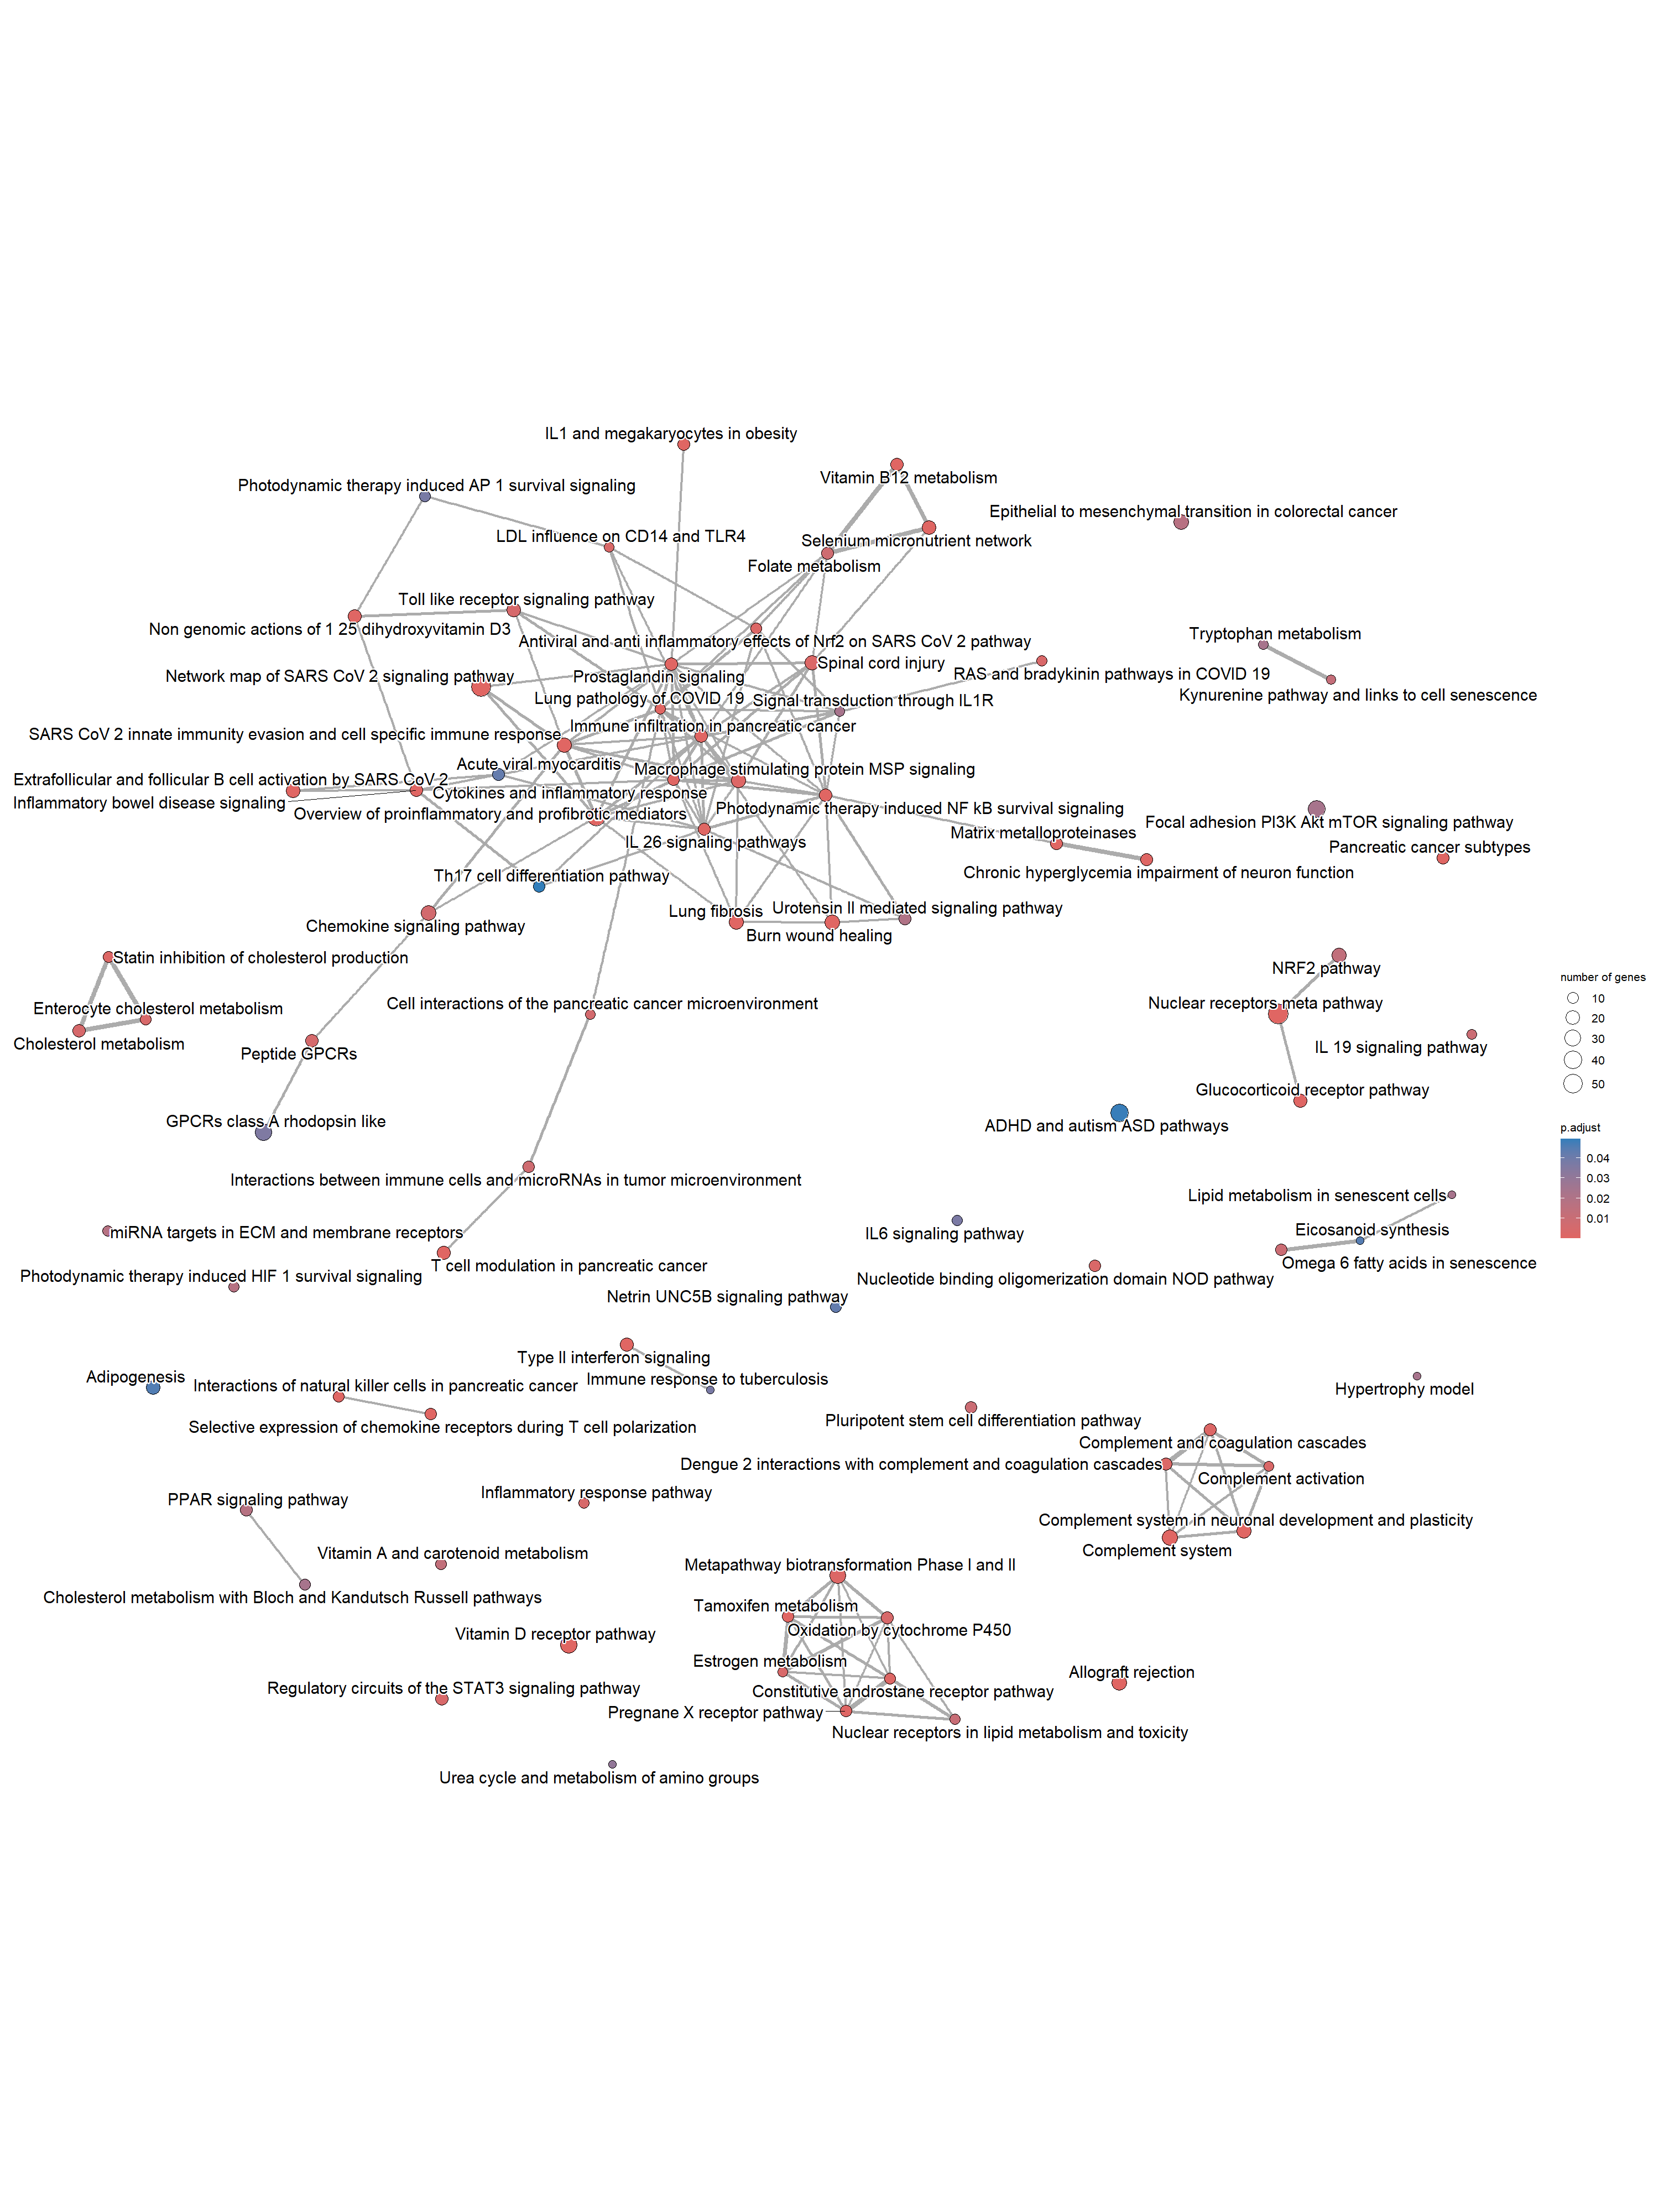 IL1 and megakaryocytes in obesity
Vitamin B12 metabolism
Photodynamic therapy induced AP 1 survival signaling
Epithelial to mesenchymal transition in colorectal cancer
LDL influence on CD14 and TLR4
Selenium micronutrient network
Folate metabolism
Toll like receptor signaling pathway
Non genomic actions of 1 25 dihydroxyvitamin D3
Antiviral and anti inflammatory effects of Nrf2 on SARS CoV 2 pathway
Tryptophan metabolism
Spinal cord injury
Network map of SARS CoV 2 signaling pathway
Prostaglandin signaling
RAS and bradykinin pathways in COVID 19
Kynurenine pathway and links to cell senescence
Lung pathology of COVID 19
Signal transduction through IL1R
Immune infiltration in pancreatic cancer
SARS CoV 2 innate immunity evasion and cell specific immune response
Acute viral myocarditis
Macrophage stimulating protein MSP signaling
Extrafollicular and follicular B cell activation by SARS CoV 2
Cytokines and inflammatory response
Inflammatory bowel disease signaling
Photodynamic therapy induced NF kB survival signaling
Overview of proinflammatory and profibrotic mediators
Focal adhesion PI3K Akt mTOR signaling pathway
Matrix metalloproteinases
IL 26 signaling pathways
Pancreatic cancer subtypes
Chronic hyperglycemia impairment of neuron function
Th17 cell differentiation pathway
Lung fibrosis
Urotensin II mediated signaling pathway
Chemokine signaling pathway
Burn wound healing
Statin inhibition of cholesterol production
NRF2 pathway
Enterocyte cholesterol metabolism
Cell interactions of the pancreatic cancer microenvironment
Nuclear receptors meta pathway
Cholesterol metabolism
Peptide GPCRs
IL 19 signaling pathway
Glucocorticoid receptor pathway
GPCRs class A rhodopsin like
ADHD and autism ASD pathways
Interactions between immune cells and microRNAs in tumor microenvironment
Lipid metabolism in senescent cells
miRNA targets in ECM and membrane receptors
IL6 signaling pathway
Eicosanoid synthesis
T cell modulation in pancreatic cancer
Omega 6 fatty acids in senescence
Photodynamic therapy induced HIF 1 survival signaling
Nucleotide binding oligomerization domain NOD pathway
Netrin UNC5B signaling pathway
Type II interferon signaling
Adipogenesis
Immune response to tuberculosis
Interactions of natural killer cells in pancreatic cancer
Hypertrophy model
Selective expression of chemokine receptors during T cell polarization
Pluripotent stem cell differentiation pathway
Complement and coagulation cascades
Dengue 2 interactions with complement and coagulation cascades
Complement activation
PPAR signaling pathway
Inflammatory response pathway
Complement system in neuronal development and plasticity
Complement system
Vitamin A and carotenoid metabolism
Metapathway biotransformation Phase I and II
Cholesterol metabolism with Bloch and Kandutsch Russell pathways
Tamoxifen metabolism
Oxidation by cytochrome P450
Vitamin D receptor pathway
Estrogen metabolism
Allograft rejection
Regulatory circuits of the STAT3 signaling pathway
Constitutive androstane receptor pathway
Pregnane X receptor pathway
Nuclear receptors in lipid metabolism and toxicity
Urea cycle and metabolism of amino groups
number of genes
10
20
30
40
50
p.adjust
0.04
0.03
0.02
0.01